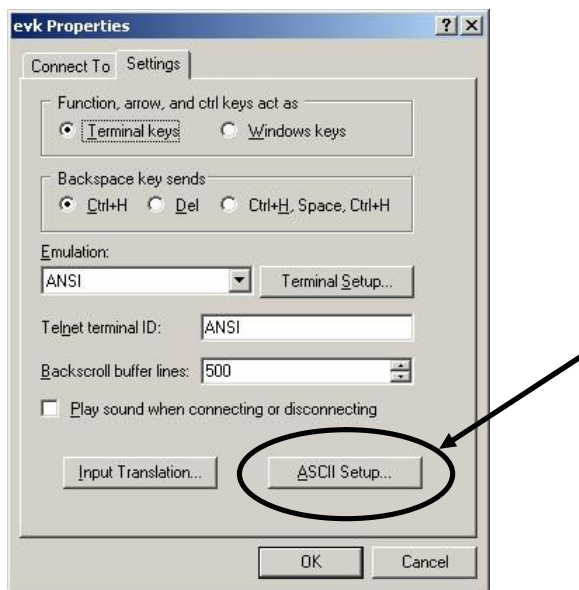 evk Properties
Connect To Settings
Function, arrow, and ctrl keys act as
Terminal keys Windows keys
Backspace key sends
Ctrl+H Del Ctrl+H, Space, Ctrl+H
Emulation:
ANSI Terminal Setup...
Telnet terminal ID: ANSI
Backscroll buffer lines: 500
Play sound when connecting or disconnecting
Input Translation... ASCII Setup...
OK Cancel